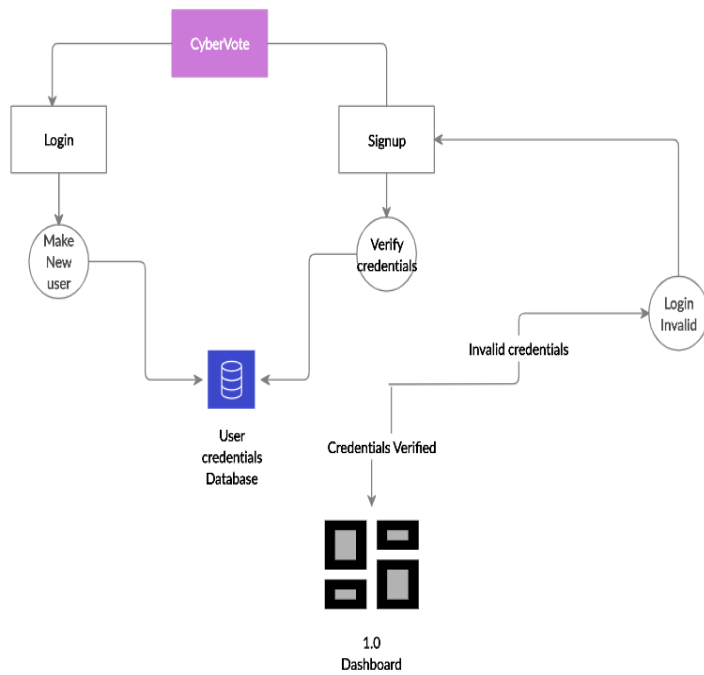 CyberVote
Login
Signup
Make
New
user
Verify
credentials
Login
Invalid
Invalid credentials
User
credentials
Database
Credentials Verified
1.0
Dashboard